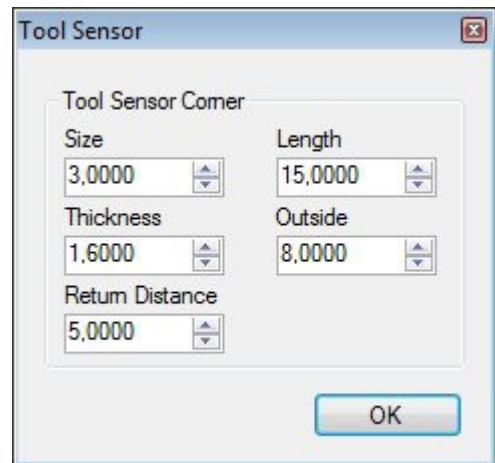 Tool Sensor
Tool Sensor Corner
Size Length
3,0000 15,0000
Thickness Outside
1,6000 8,0000
Return Distance
5,0000
OK